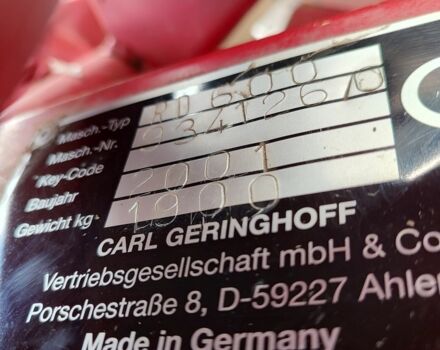 Masch.-Typ RD 600
Masch.-Nr. 93412670
Key-Code
Baujahr 2001
Gewicht kg 1900
CARL GERINGHOFF
Vertriebsgesellschaft mbH & Co
Porschestraße 8, D-59227 Ahlen
Made in Germany